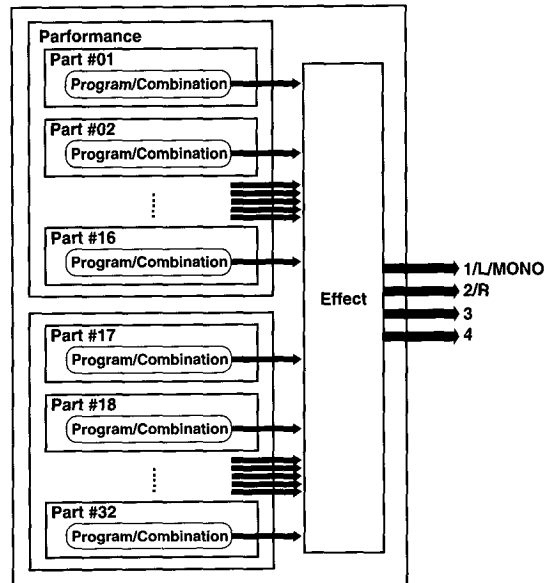 Parformance
Part #01
Program/Combination
Part #02
Program/Combination
Part #16
Program/Combination
Part #17
Program/Combination
Part #18
Program/Combination
Part #32
Program/Combination
Effect
1/L/MONO
2/R
3
4